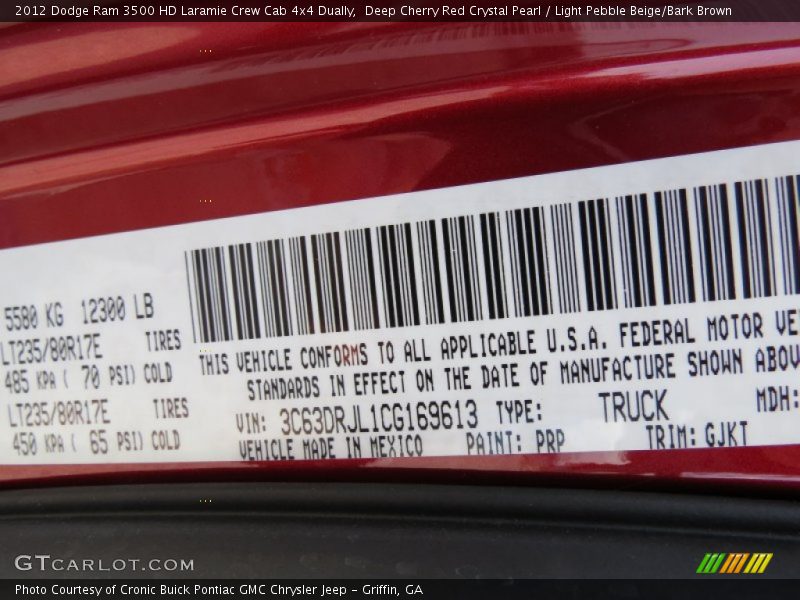 2012 Dodge Ram 3500 HD Laramie Crew Cab 4x4 Dually, Deep Cherry Red Crystal Pearl / Light Pebble Beige/Bark Brown
5580 KG 12300 LB
LT235/80R17E TIRES
485 KPA ( 70 PSI) COLD
LT235/80R17E TIRES
450 KPA ( 65 PSI) COLD
THIS VEHICLE CONFORMS TO ALL APPLICABLE U.S.A. FEDERAL MOTOR VE
STANDARDS IN EFFECT ON THE DATE OF MANUFACTURE SHOWN ABOV
VIN: 3C63DRJL1CG169613 TYPE: TRUCK MDH:
VEHICLE MADE IN MEXICO PAINT: PRP TRIM: GJKT
GTCARLOT.COM
Photo Courtesy of Cronic Buick Pontiac GMC Chrysler Jeep - Griffin, GA